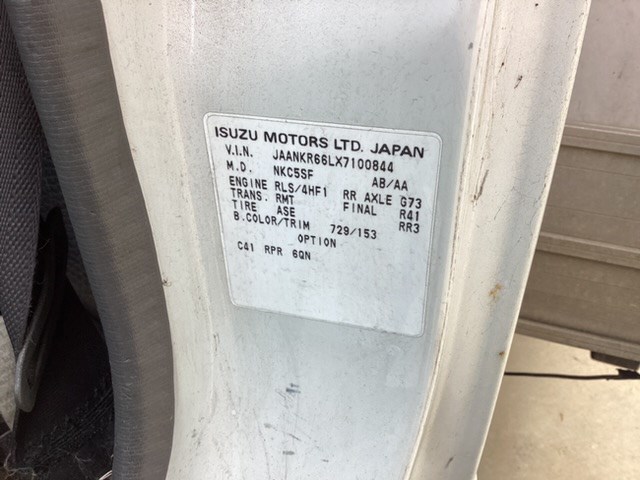 ISUZU MOTORS LTD. JAPAN
V.I.N. JAANKR66LX7100844
M.D. NKC5SF AB/AA
ENGINE RLS/4HF1 RR AXLE G73
TRANS. RMT FINAL R41
TIRE ASE RR3
B.COLOR/TRIM 729/153
OPTION
C41 RPR 6QN